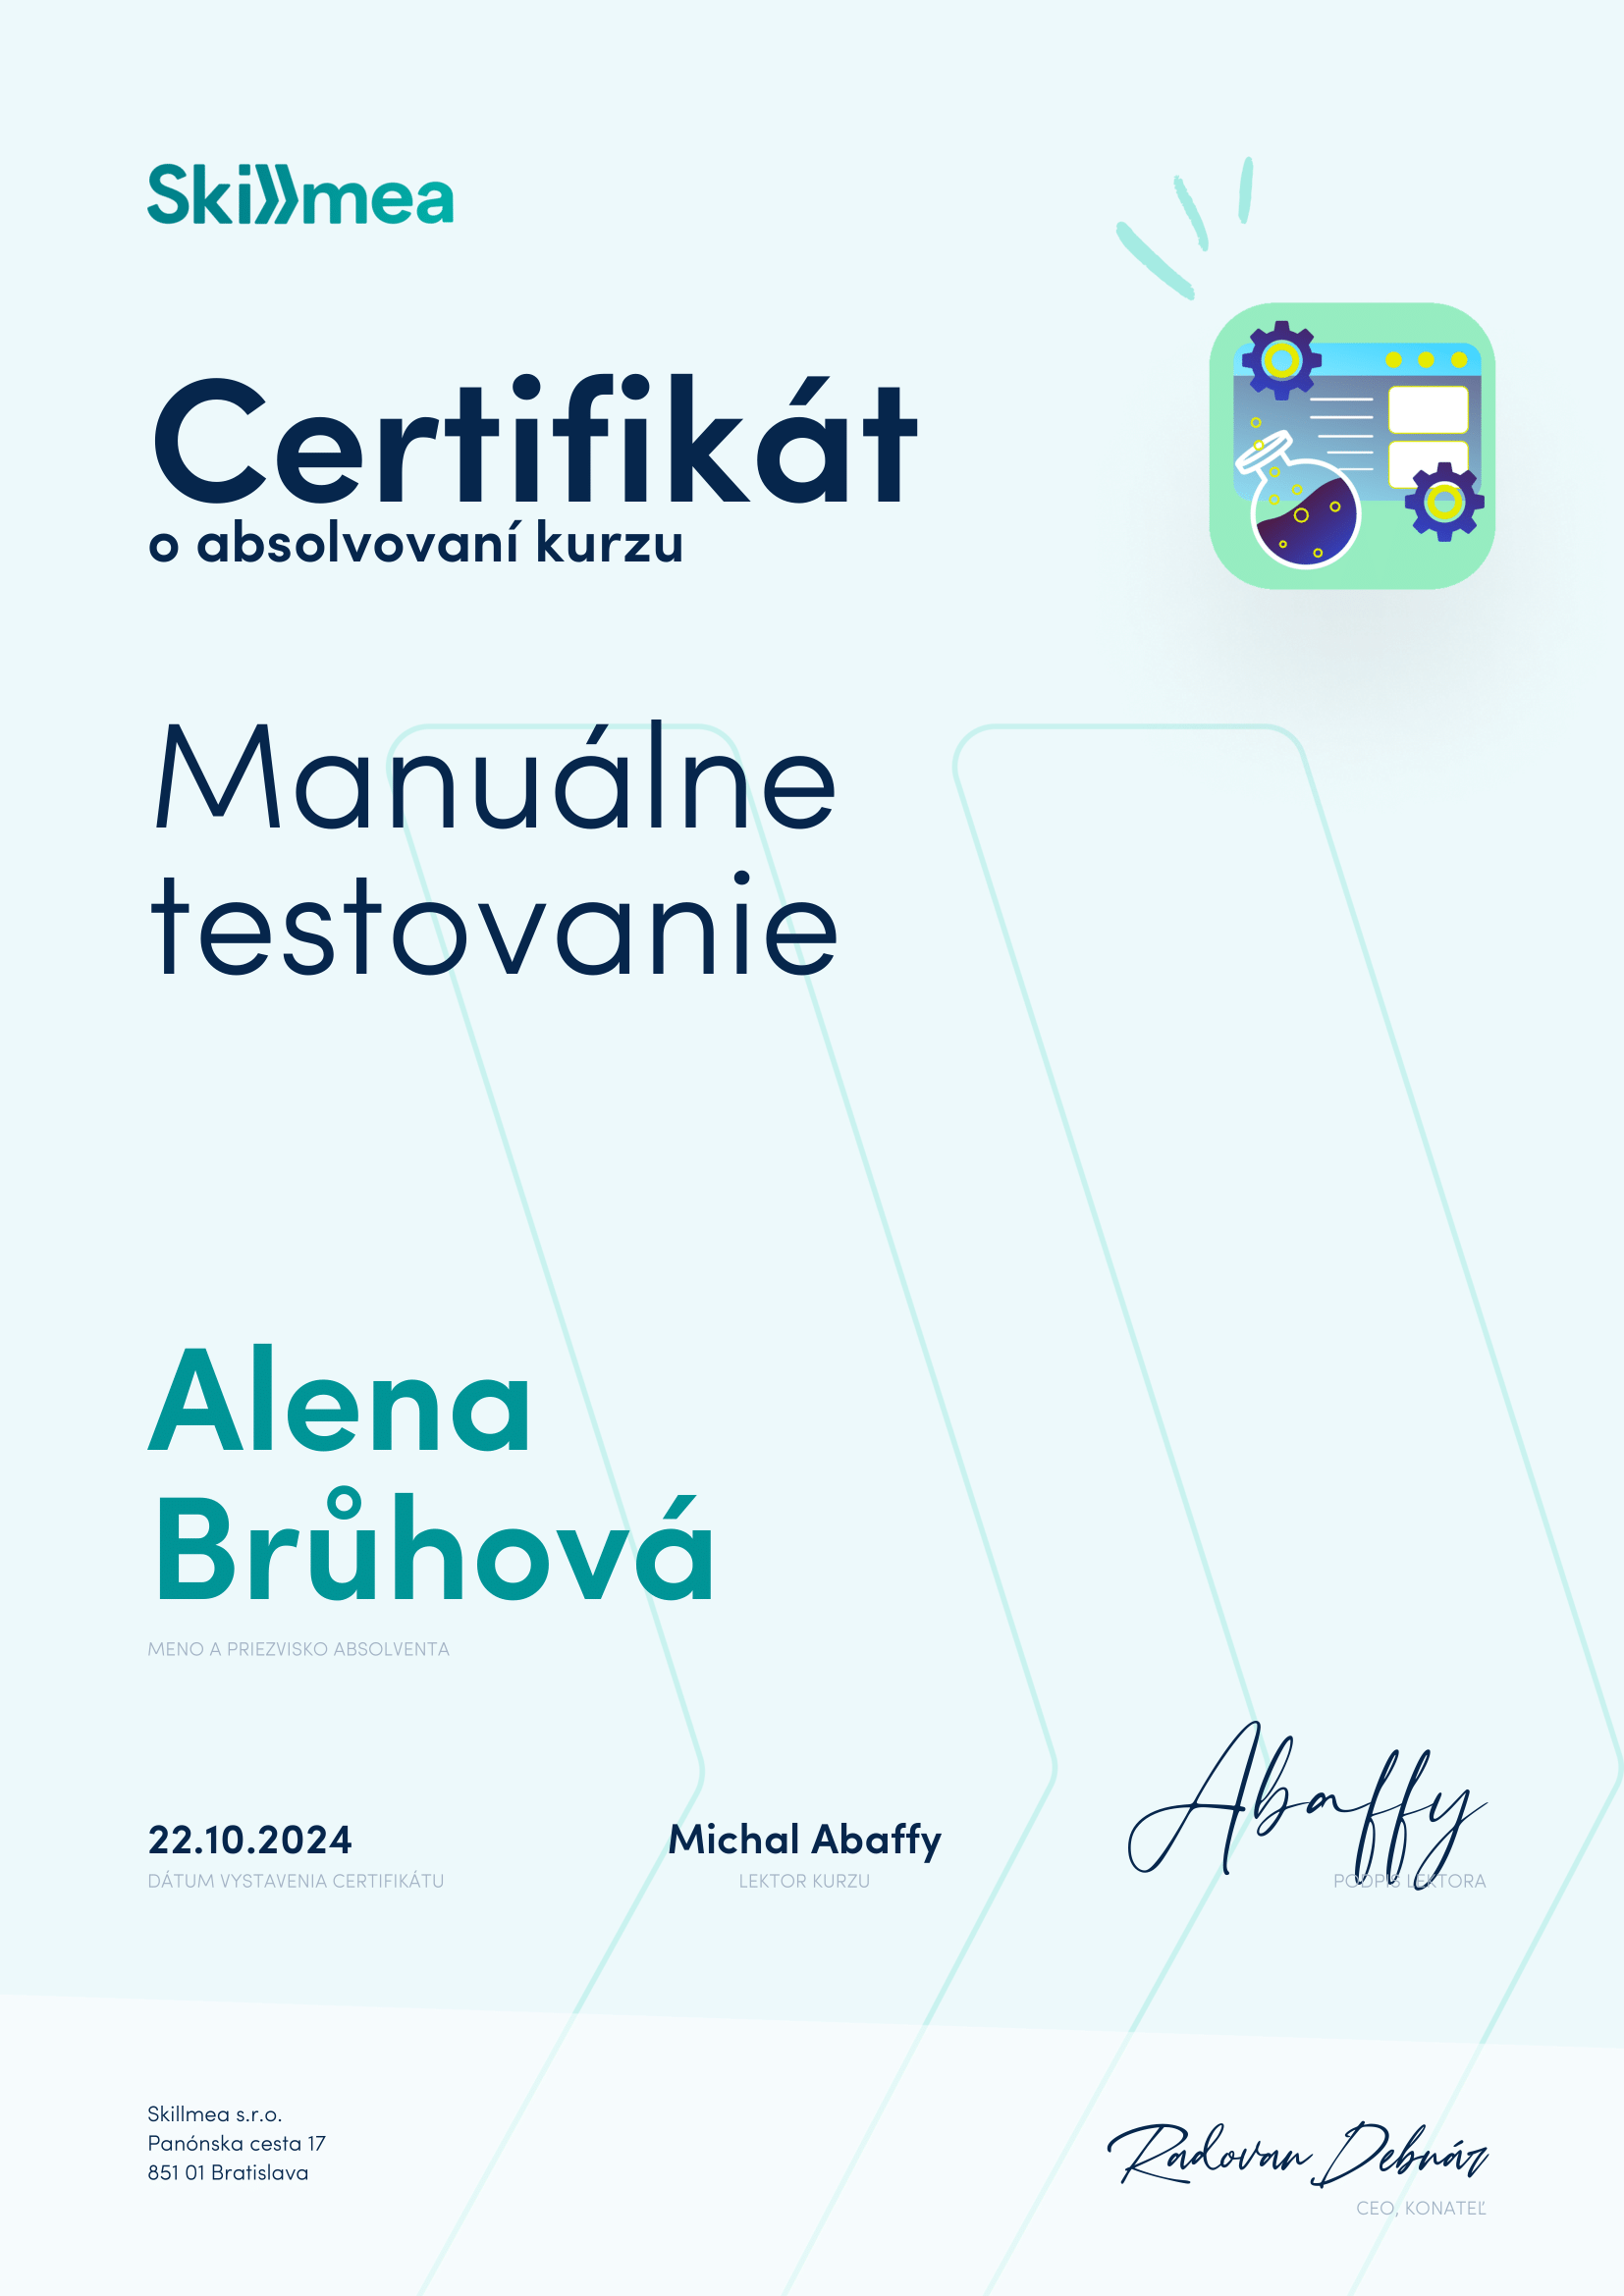 Skillmea
Certifikát
o absolvovaní kurzu
Manuálne
testovanie
Alena
Brůhová
MENO A PRIEZVISKO ABSOLVENTA
Abaffy
22.10.2024
DÁTUM VYSTAVENIA CERTIFIKÁTU
Michal Abaffy
LEKTOR KURZU
PODPIS LEKTORA
Skillmea s.r.o.
Panónska cesta 17
851 01 Bratislava
Radovan Debnár
CEO, KONATEĽ